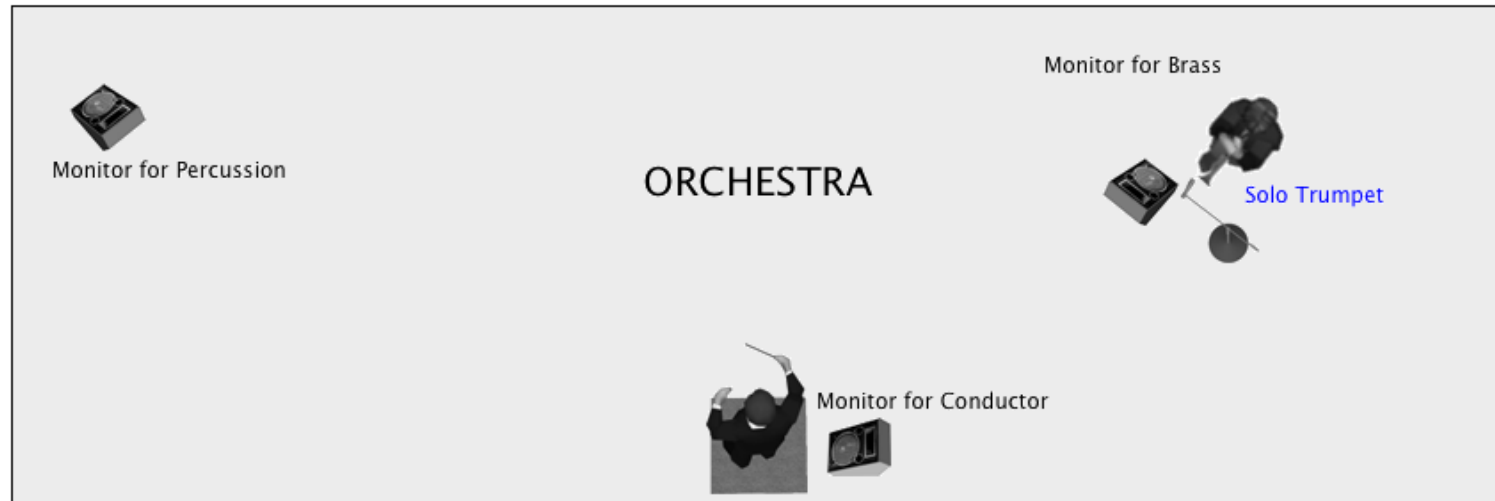 Monitor for Brass
Monitor for Percussion
ORCHESTRA
Solo Trumpet
Monitor for Conductor